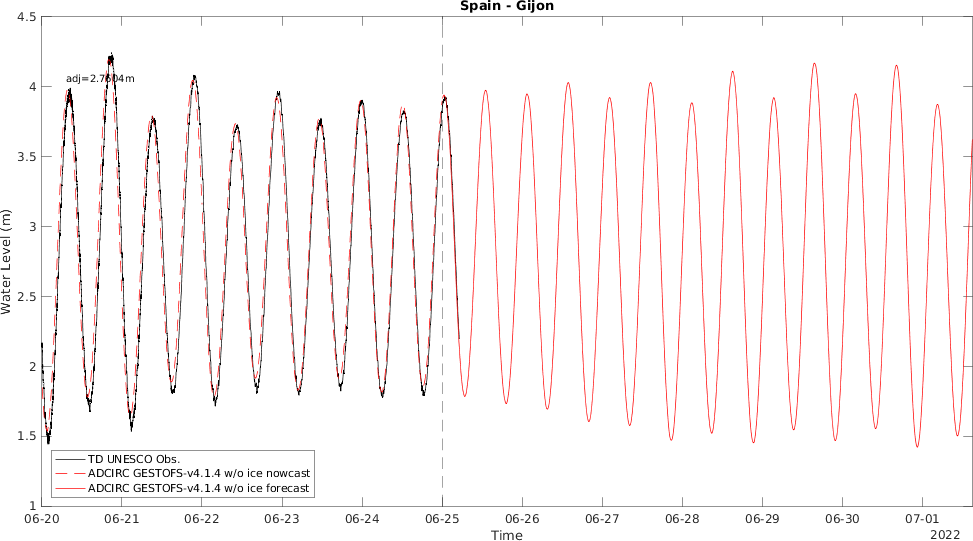 Spain - Gijon
4.5
4
3.5
3
2.5
2
1.5
1
Water Level (m)
adj=2.7604m
TD UNESCO Obs.
ADCIRC GESTOFS-v4.1.4 w/o ice nowcast
ADCIRC GESTOFS-v4.1.4 w/o ice forecast
06-20 06-21 06-22 06-23 06-24 06-25 06-26 06-27 06-28 06-29 06-30 07-01
Time
2022